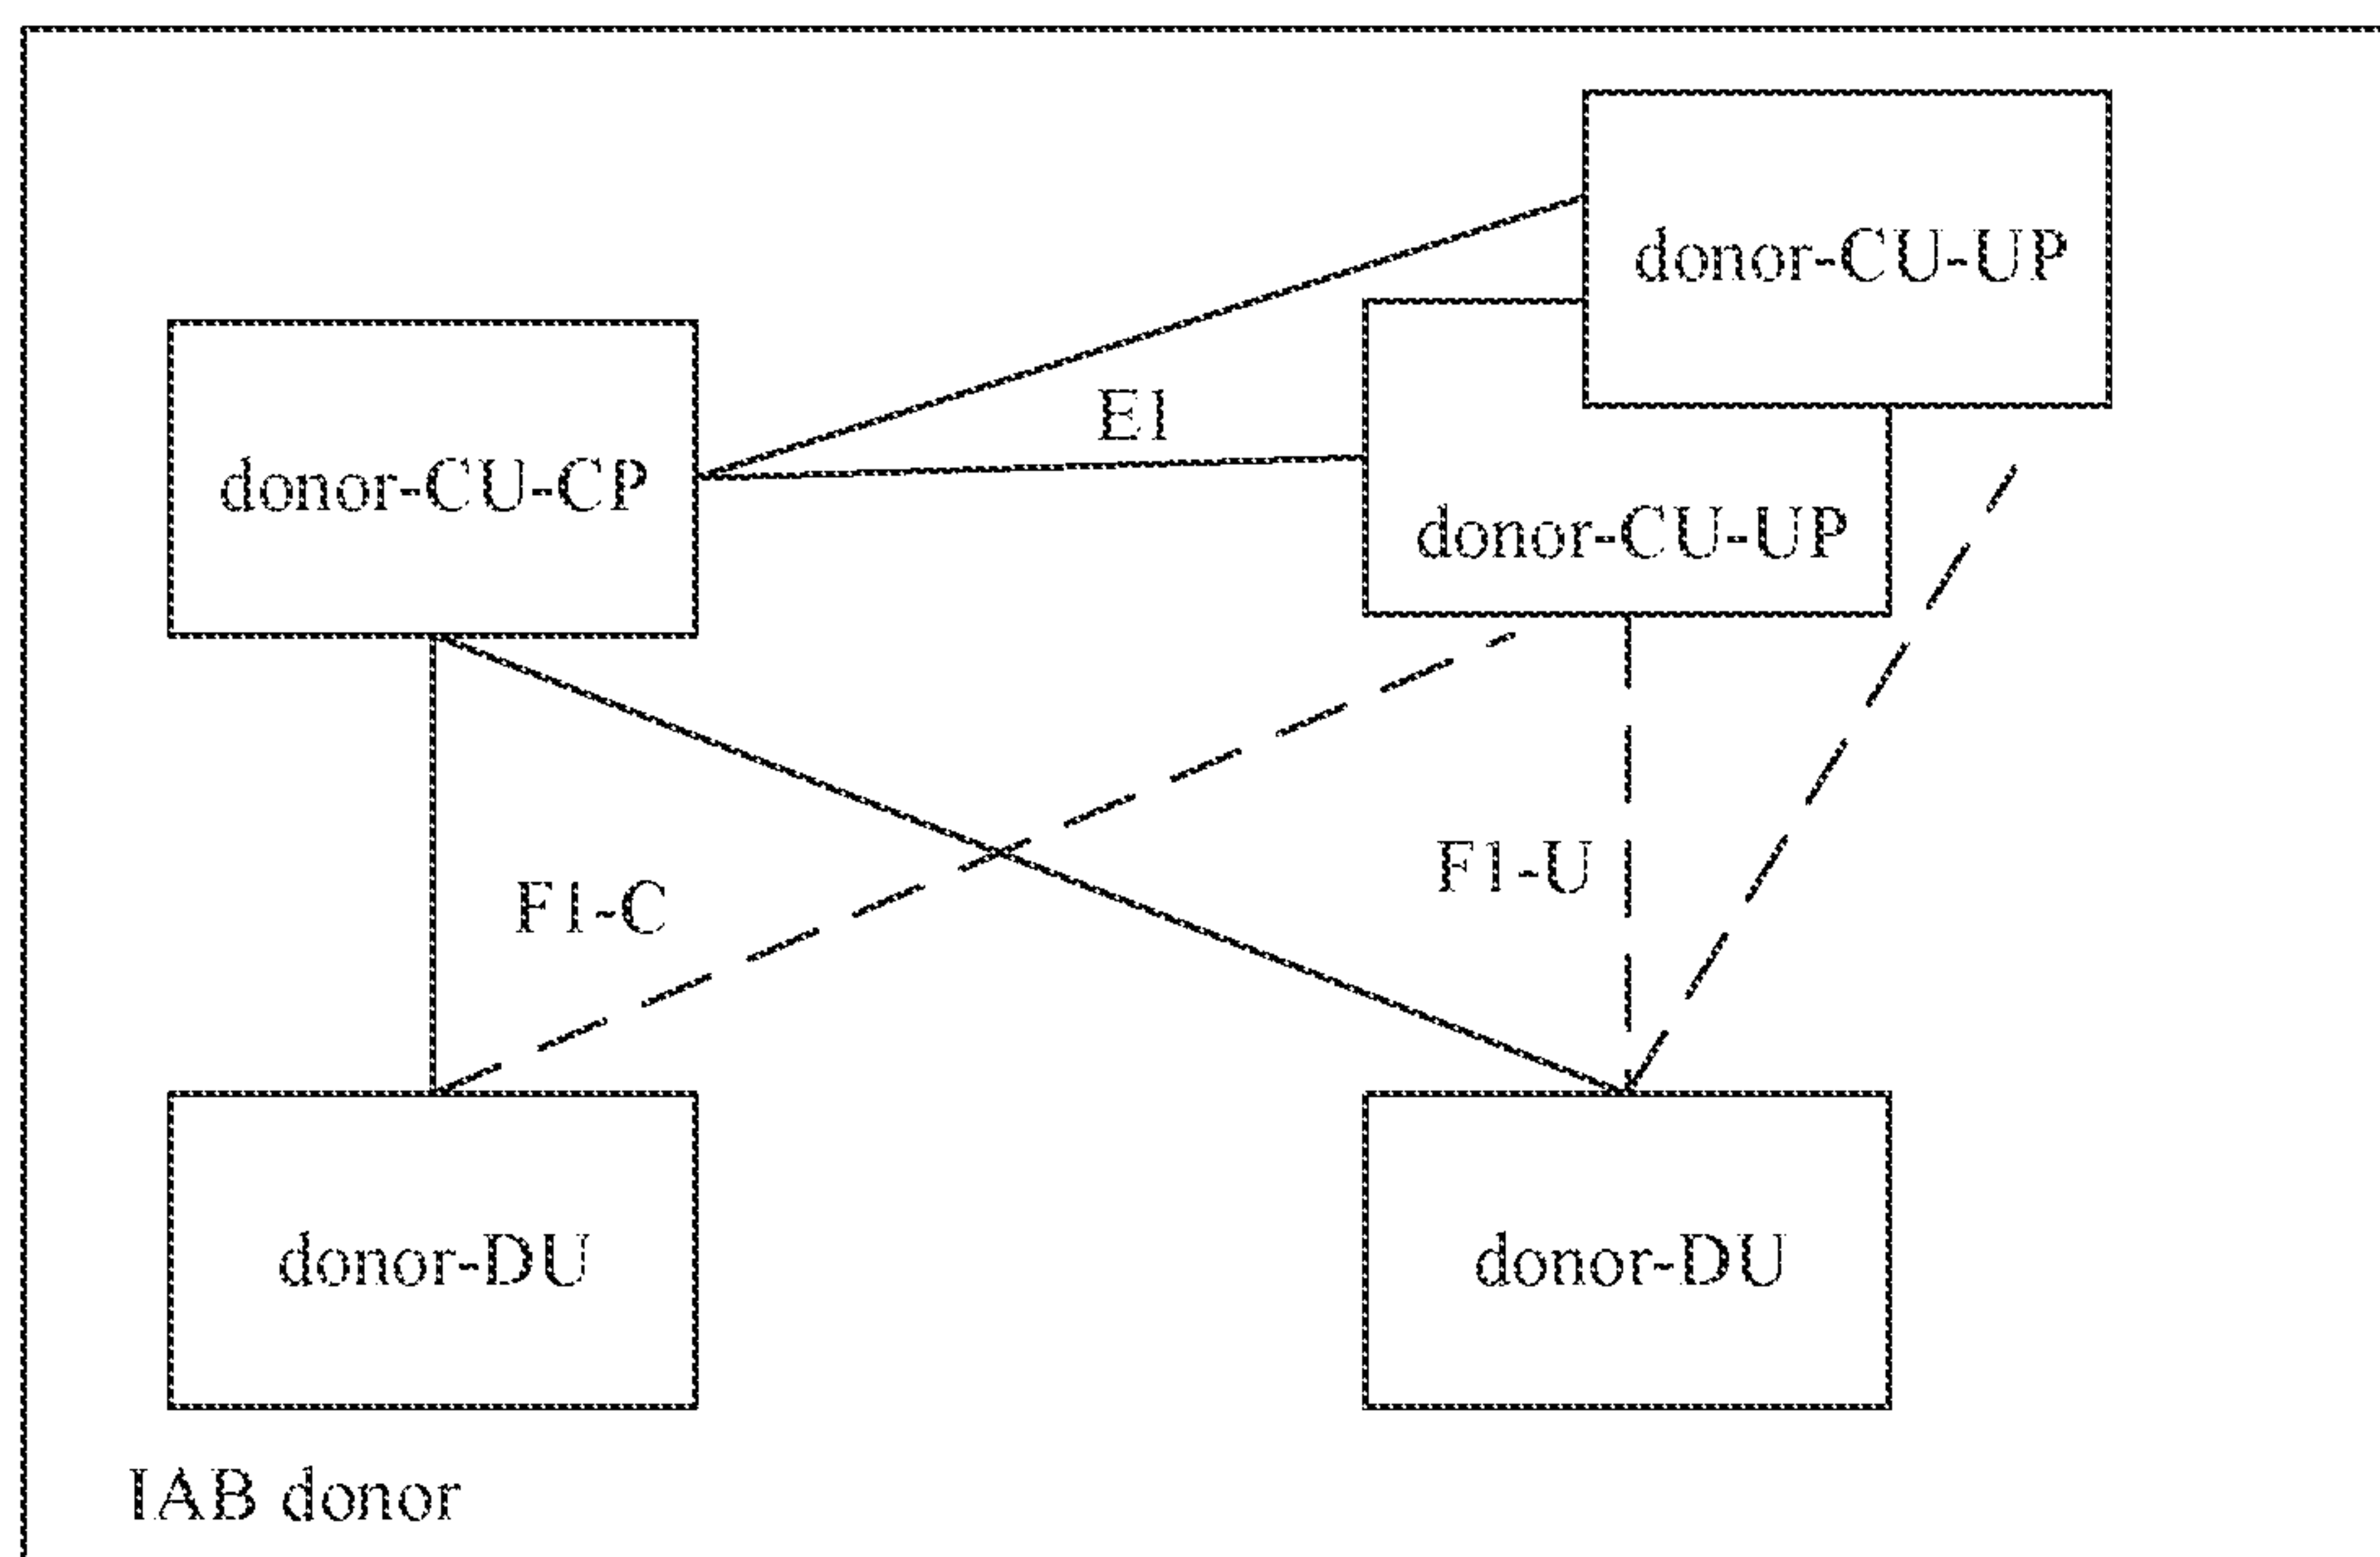 donor-CU-UP
E1
donor-CU-CP
donor-CU-UP
F1-U
F1-C
donor-DU
donor-DU
IAB donor